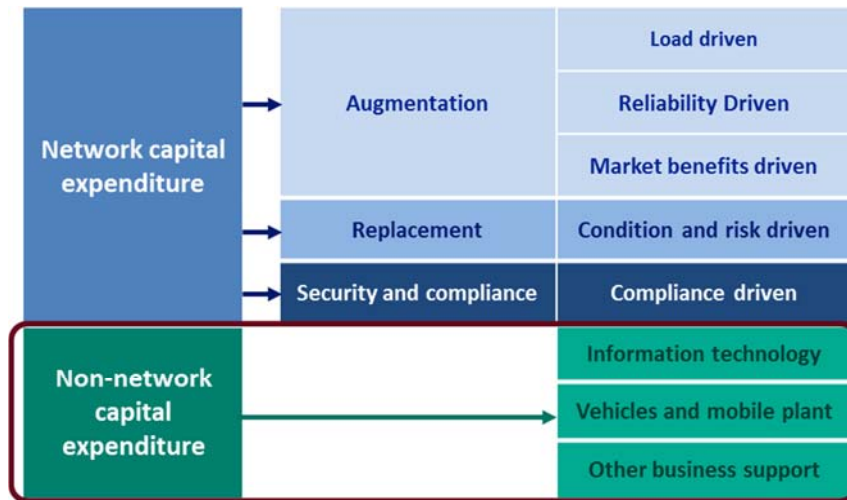 Network capital
expenditure
Augmentation
Load driven
Reliability Driven
Market benefits driven
Replacement
Condition and risk driven
Security and compliance
Compliance driven
Non-network
capital
expenditure
Information technology
Vehicles and mobile plant
Other business support